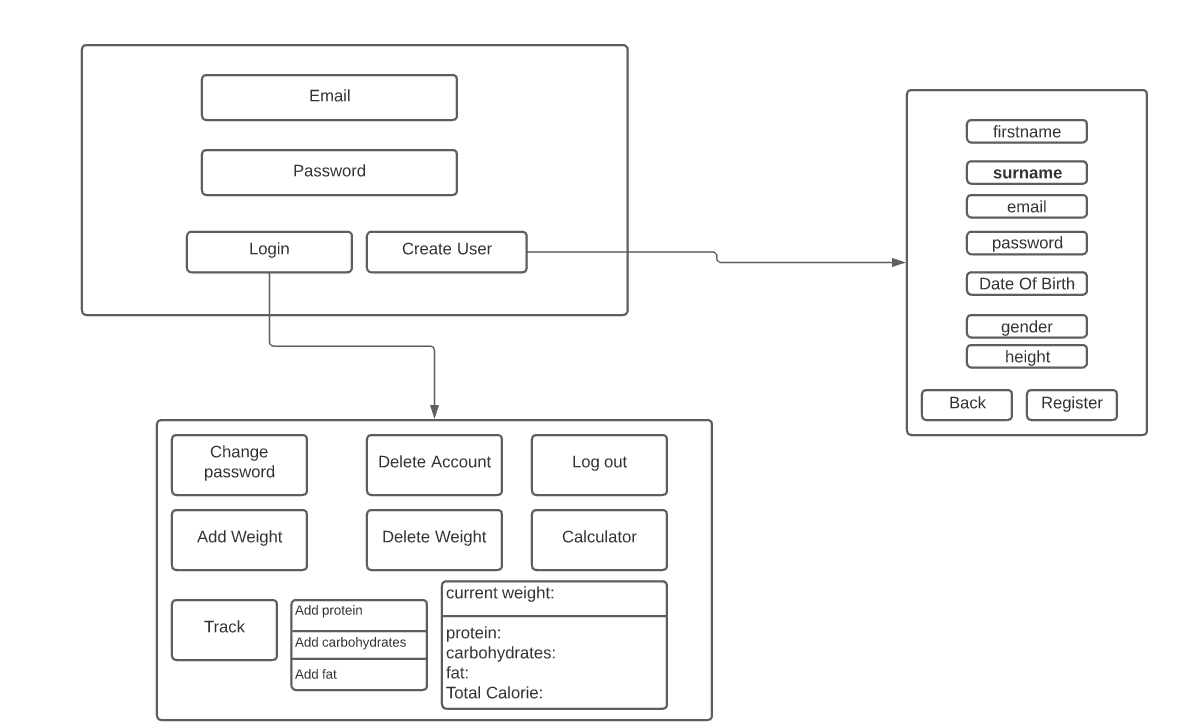 Email
Password
Login
Create User
firstname
surname
email
password
Date Of Birth
gender
height
Back
Register
Change
password
Delete Account
Log out
Add Weight
Delete Weight
Calculator
Track
Add protein
Add carbohydrates
Add fat
current weight:
protein:
carbohydrates:
fat:
Total Calorie: